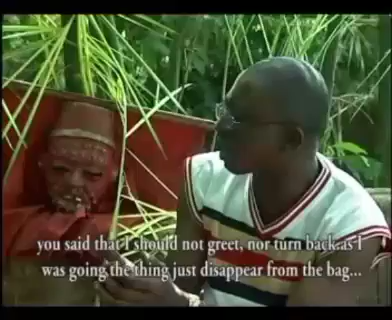 you said that I should not greet, nor turn back.as I
was going the thing just disappear from the bag...